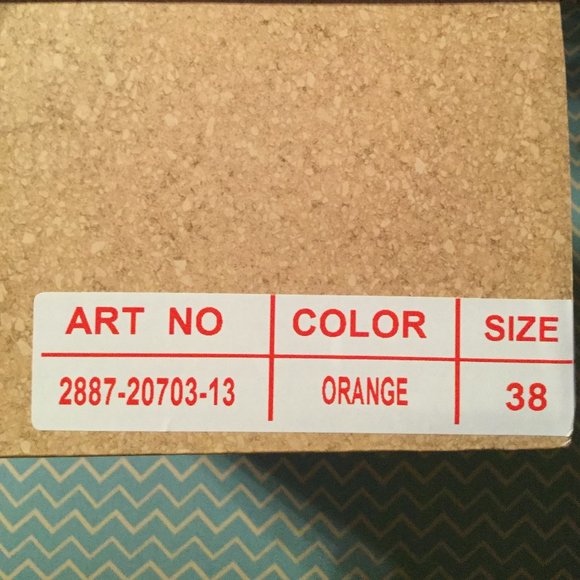 ART NO COLOR SIZE
2887-20703-13 ORANGE 38